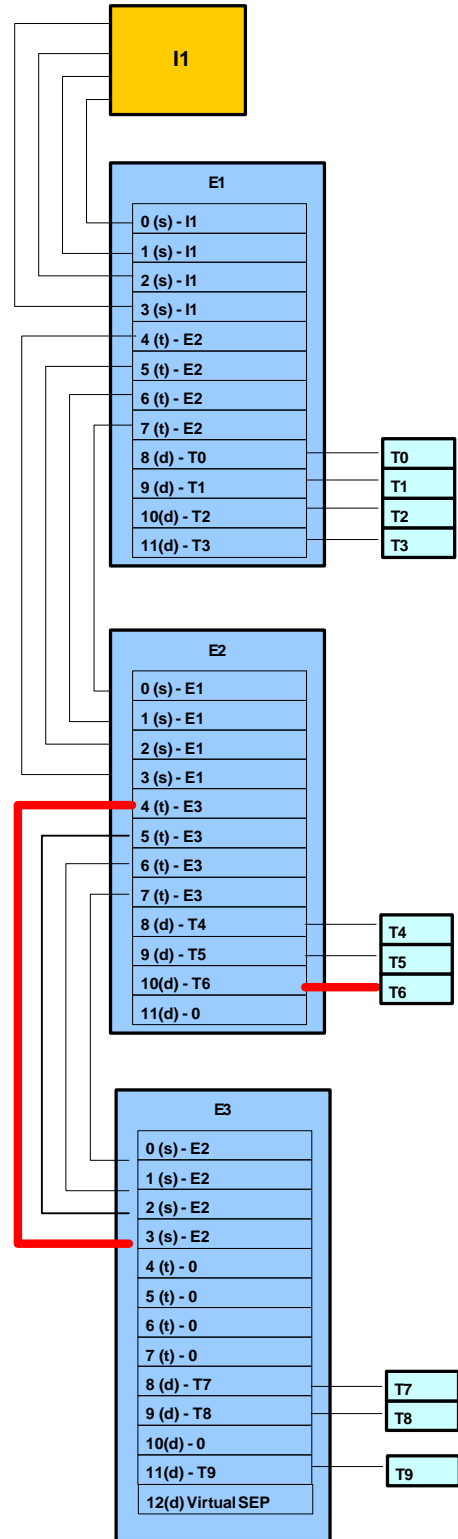 I1
E1
0 (s) - I1
1 (s) - I1
2 (s) - I1
3 (s) - I1
4 (t) - E2
5 (t) - E2
6 (t) - E2
7 (t) - E2
8 (d) - T0
T0
9 (d) - T1
T1
10(d) - T2
T2
11(d) - T3
T3
E2
0 (s) - E1
1 (s) - E1
2 (s) - E1
3 (s) - E1
4 (t) - E3
5 (t) - E3
6 (t) - E3
7 (t) - E3
8 (d) - T4
T4
9 (d) - T5
T5
10(d) - T6
T6
11(d) - 0
E3
0 (s) - E2
1 (s) - E2
2 (s) - E2
3 (s) - E2
4 (t) - 0
5 (t) - 0
6 (t) - 0
7 (t) - 0
8 (d) - T7
T7
9 (d) - T8
T8
10(d) - 0
11(d) - T9
T9
12(d) Virtual SEP